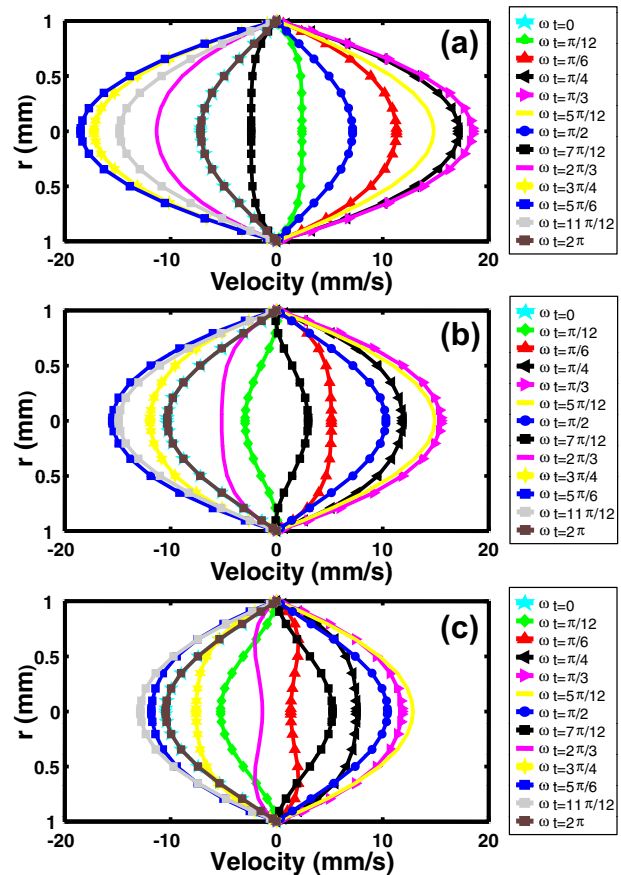 (a)
r (mm)
1
0.5
0
0.5
1
-20 -10 0 10 20
Velocity (mm/s)
ω t=0
ω t=π/12
ω t=π/6
ω t=π/4
ω t=π/3
ω t=5π/12
ω t=π/2
ω t=7π/12
ω t=2π/3
ω t=3π/4
ω t=5π/6
ω t=11π/12
ω t=2π
(b)
r (mm)
1
0.5
0
0.5
1
-20 -10 0 10 20
Velocity (mm/s)
ω t=0
ω t=π/12
ω t=π/6
ω t=π/4
ω t=π/3
ω t=5π/12
ω t=π/2
ω t=7π/12
ω t=2π/3
ω t=3π/4
ω t=5π/6
ω t=11π/12
ω t=2π
(c)
r (mm)
1
0.5
0
0.5
1
-20 -10 0 10 20
Velocity (mm/s)
ω t=0
ω t=π/12
ω t=π/6
ω t=π/4
ω t=π/3
ω t=5π/12
ω t=π/2
ω t=7π/12
ω t=2π/3
ω t=3π/4
ω t=5π/6
ω t=11π/12
ω t=2π